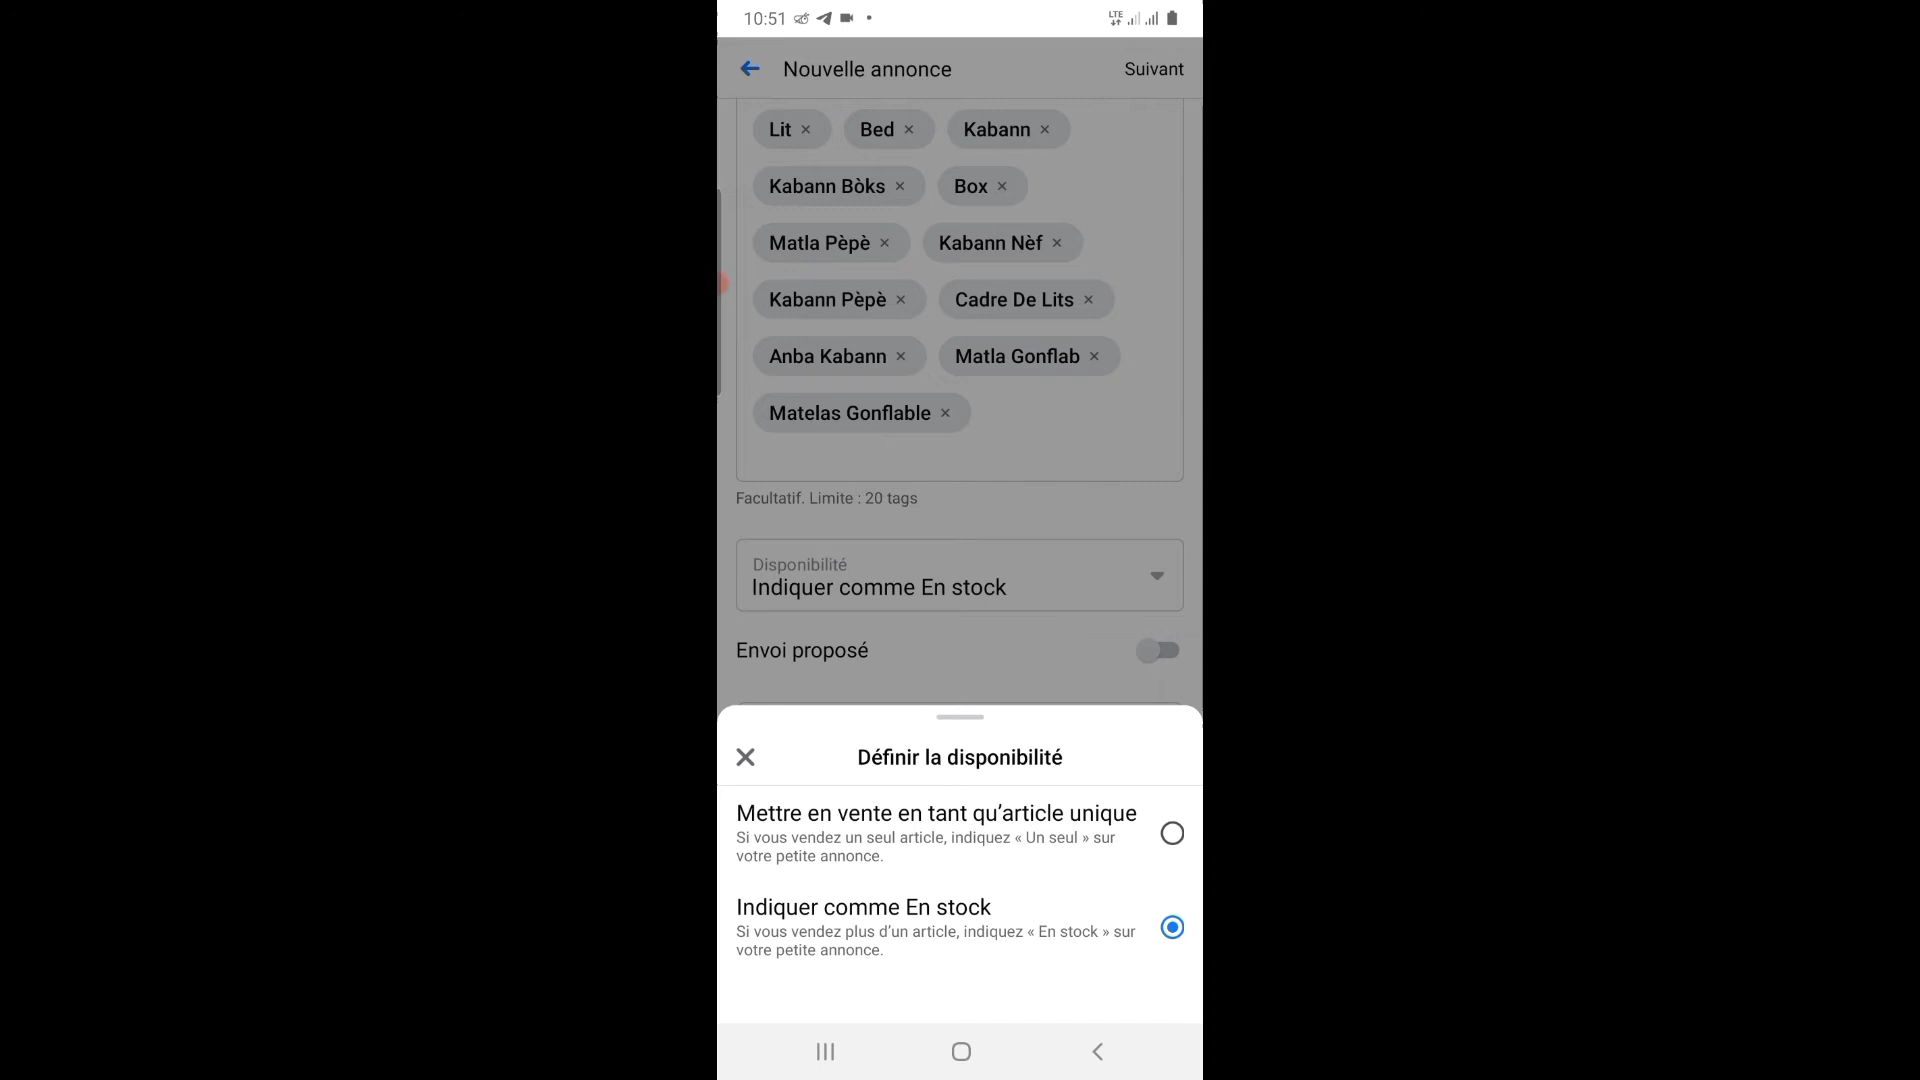 10:51
LTE
Nouvelle annonce
Suivant
Lit × Bed × Kabann ×
Kabann Bòks × Box ×
Matla Pèpè × Kabann Nèf ×
Kabann Pèpè × Cadre De Lits ×
Anba Kabann × Matla Gonflab ×
Matelas Gonflable ×
Facultatif. Limite : 20 tags
Disponibilité
Indiquer comme En stock
Envoi proposé
Définir la disponibilité
Mettre en vente en tant qu’article unique
Si vous vendez un seul article, indiquez « Un seul » sur
votre petite annonce.
Indiquer comme En stock
Si vous vendez plus d’un article, indiquez « En stock » sur
votre petite annonce.